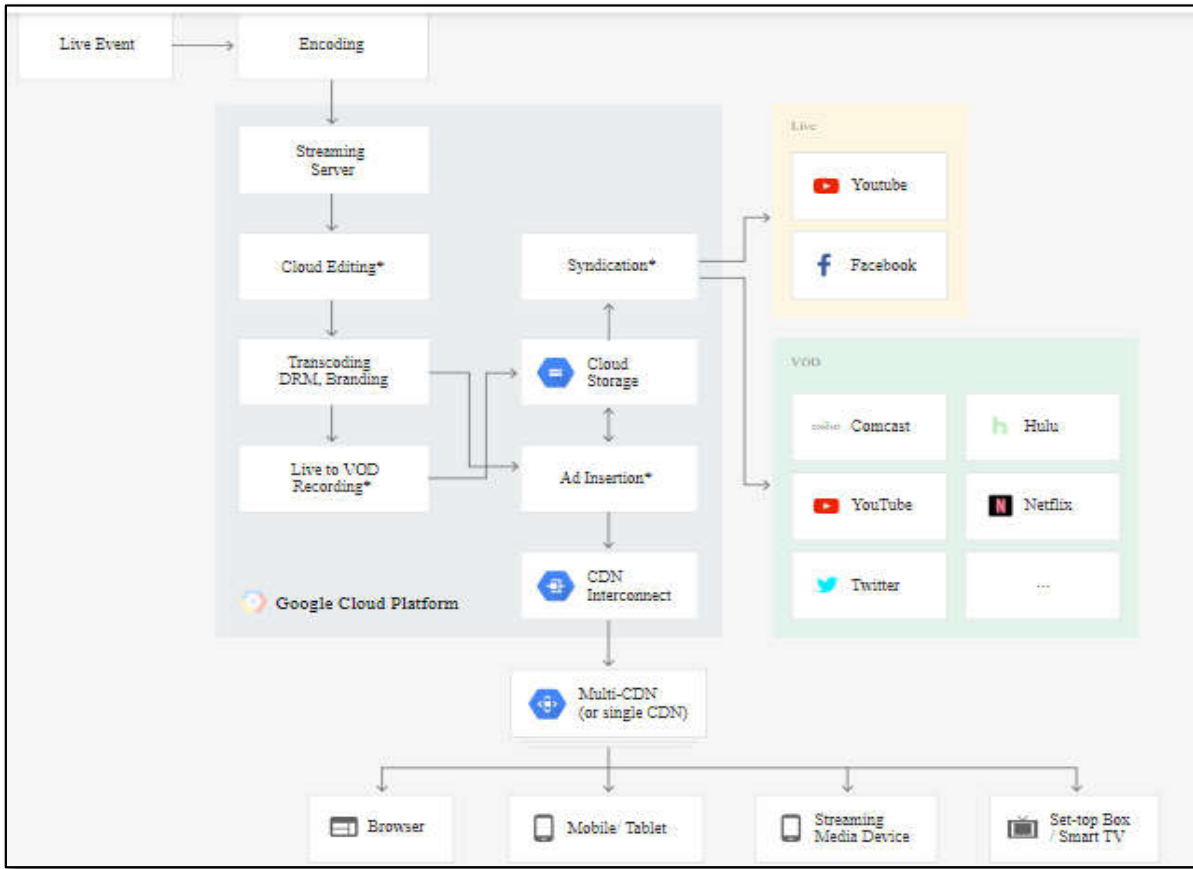 Live Event
Encoding
Streaming
Server
Live
Youtube
Cloud Editing*
Syndication*
Facebook
Transcoding
DRM, Branding
Cloud
Storage
VOD
Comcast
Hulu
Live to VOD
Recording*
Ad Insertion*
YouTube
Netflix
CDN
Interconnect
Twitter
...
Google Cloud Platform
Multi-CDN
(or single CDN)
Browser
Mobile/ Tablet
Streaming
Media Device
Set-top Box
/ Smart TV